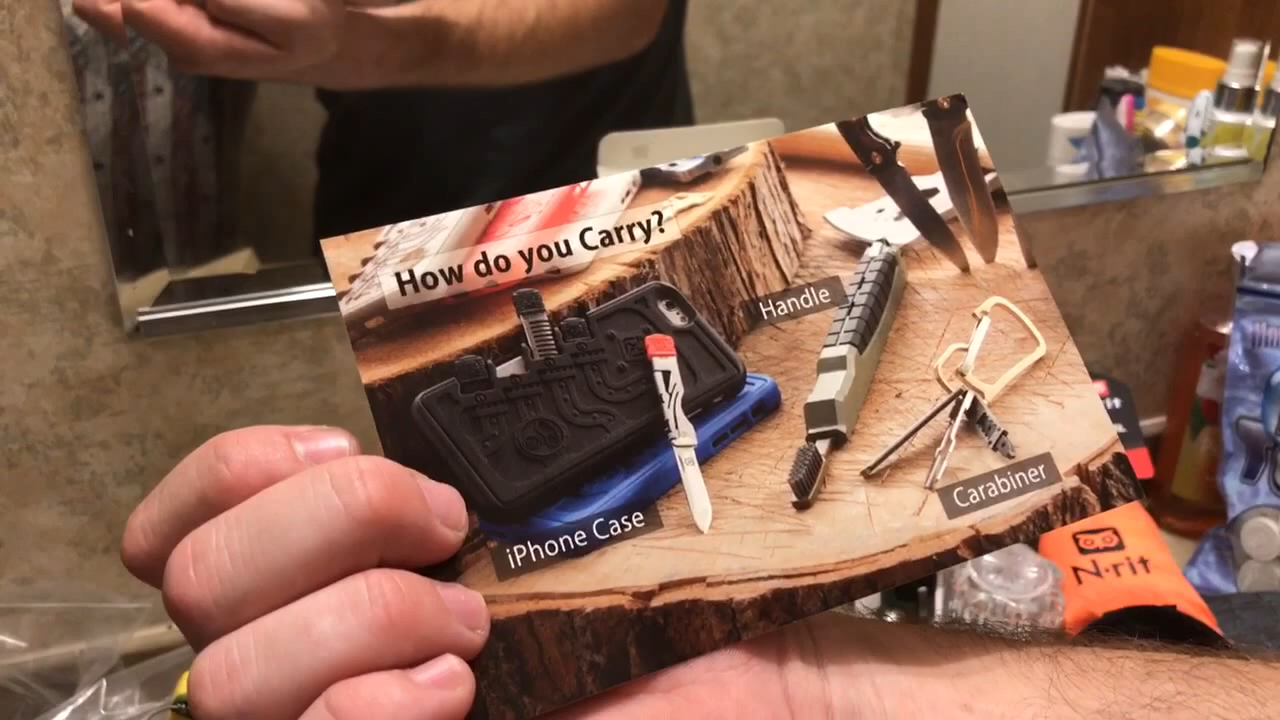 How do you Carry?
Handle
iPhone Case
Carabiner
N·rit